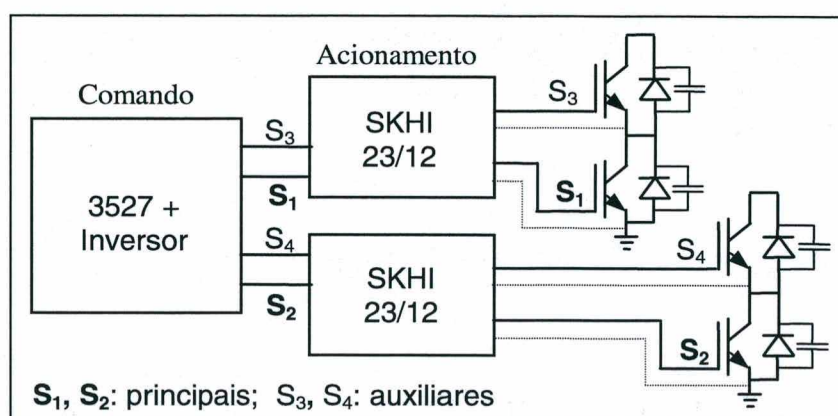 Acionamento
Comando
3527 +
Inversor
S₃
S₁
S₄
S₂
SKHI
23/12
SKHI
23/12
S₃
S₁
S₄
S₂
S₁, S₂: principais; S₃, S₄: auxiliares